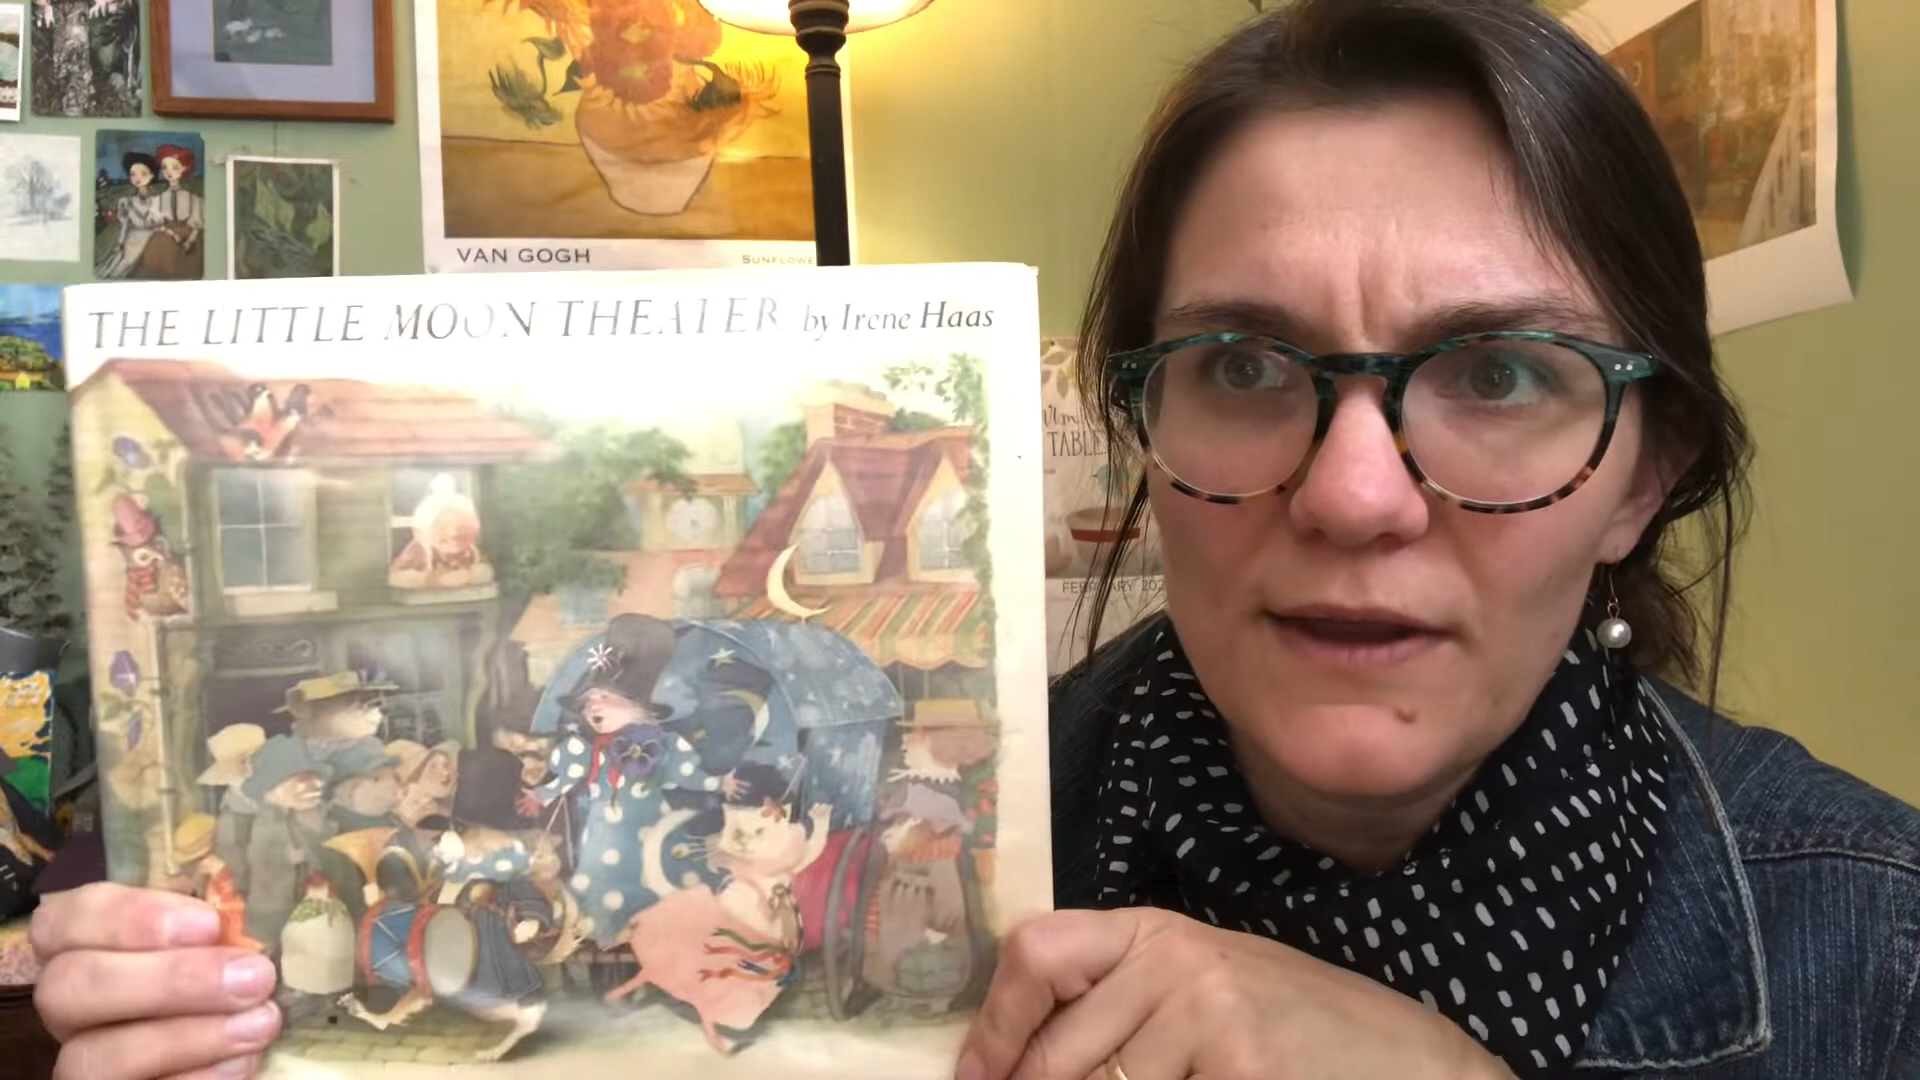 VAN GOGH
SUNFLOWE
THE LITTLE MOON THEATER by Irene Haas
TABLE
FEBRUARY 202